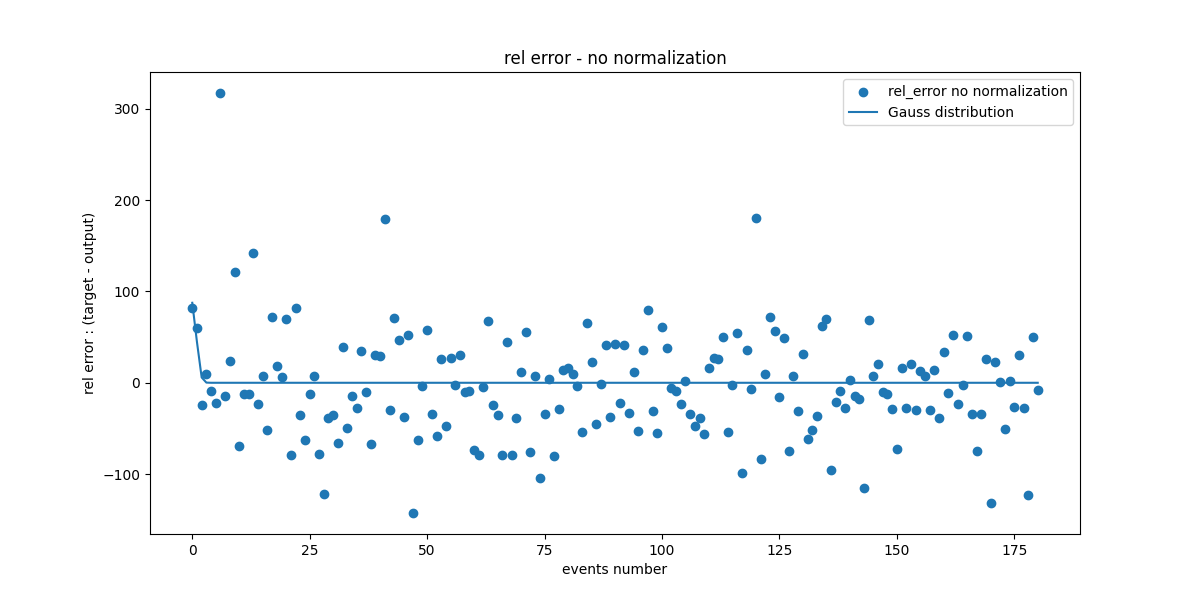 rel error - no normalization
rel_error no normalization
Gauss distribution
rel error : (target - output)
300
200
100
0
−100
0
25
50
75
100
125
150
175
events number